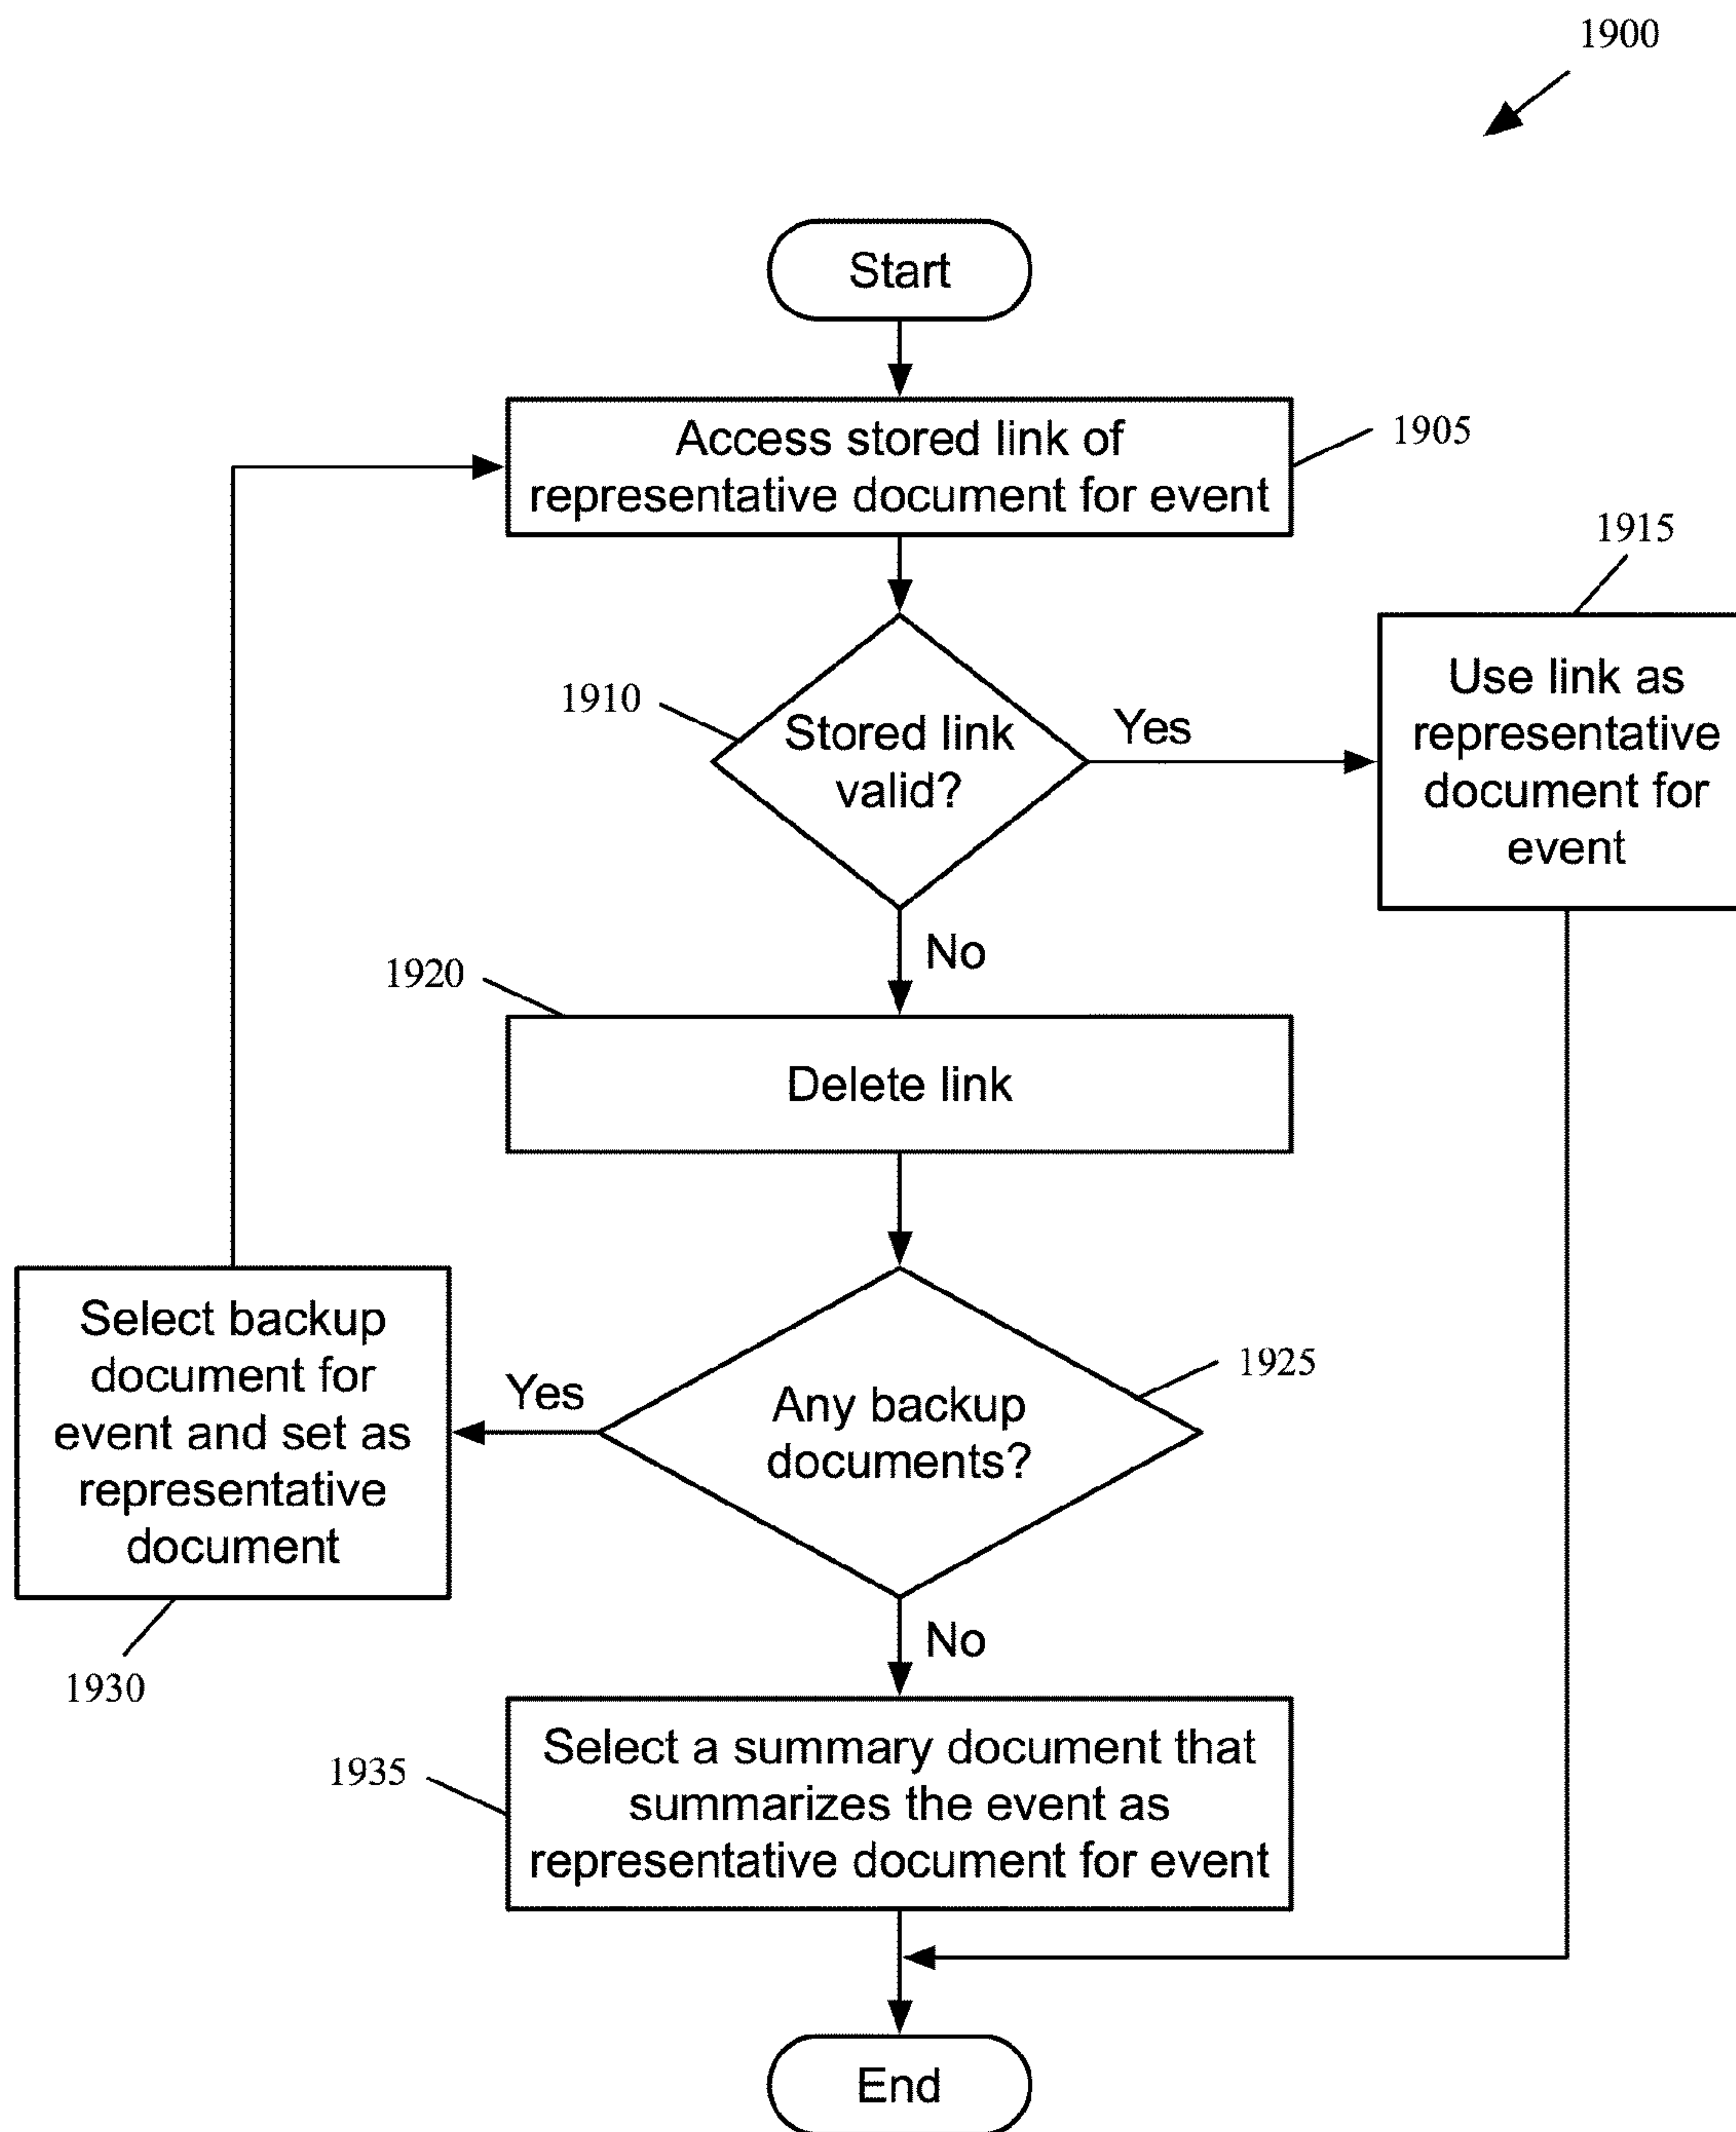 1900
Start
Access stored link of
representative document for event
1905
1915
Use link as
representative
document for
event
1910
Stored link
valid?
Yes
No
1920
Delete link
Select backup
document for
event and set as
representative
document
Yes
Any backup
documents?
1925
No
1930
1935
Select a summary document that
summarizes the event as
representative document for event
End